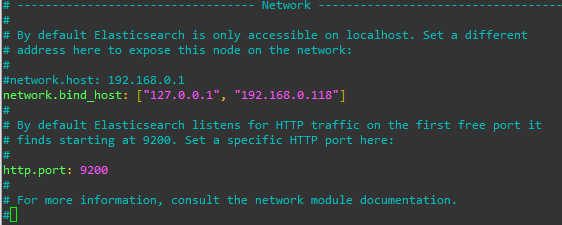 # ---------------------------------- Network -----------------------------------
#
# By default Elasticsearch is only accessible on localhost. Set a different
# address here to expose this node on the network:
#
#network.host: 192.168.0.1
network.bind_host: ["127.0.0.1", "192.168.0.118"]
#
# By default Elasticsearch listens for HTTP traffic on the first free port it
# finds starting at 9200. Set a specific HTTP port here:
#
http.port: 9200
#
# For more information, consult the network module documentation.
#